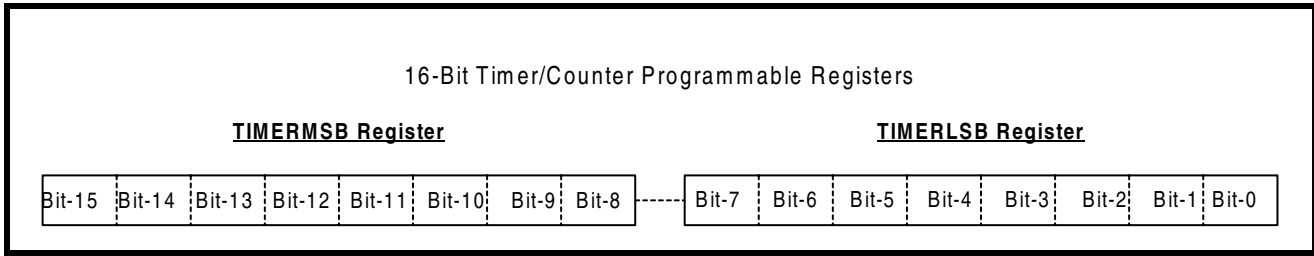 16-Bit Timer/Counter Programmable Registers
TIMERMSB Register TIMERLSB Register
Bit-15 Bit-14 Bit-13 Bit-12 Bit-11 Bit-10 Bit-9 Bit-8 Bit-7 Bit-6 Bit-5 Bit-4 Bit-3 Bit-2 Bit-1 Bit-0